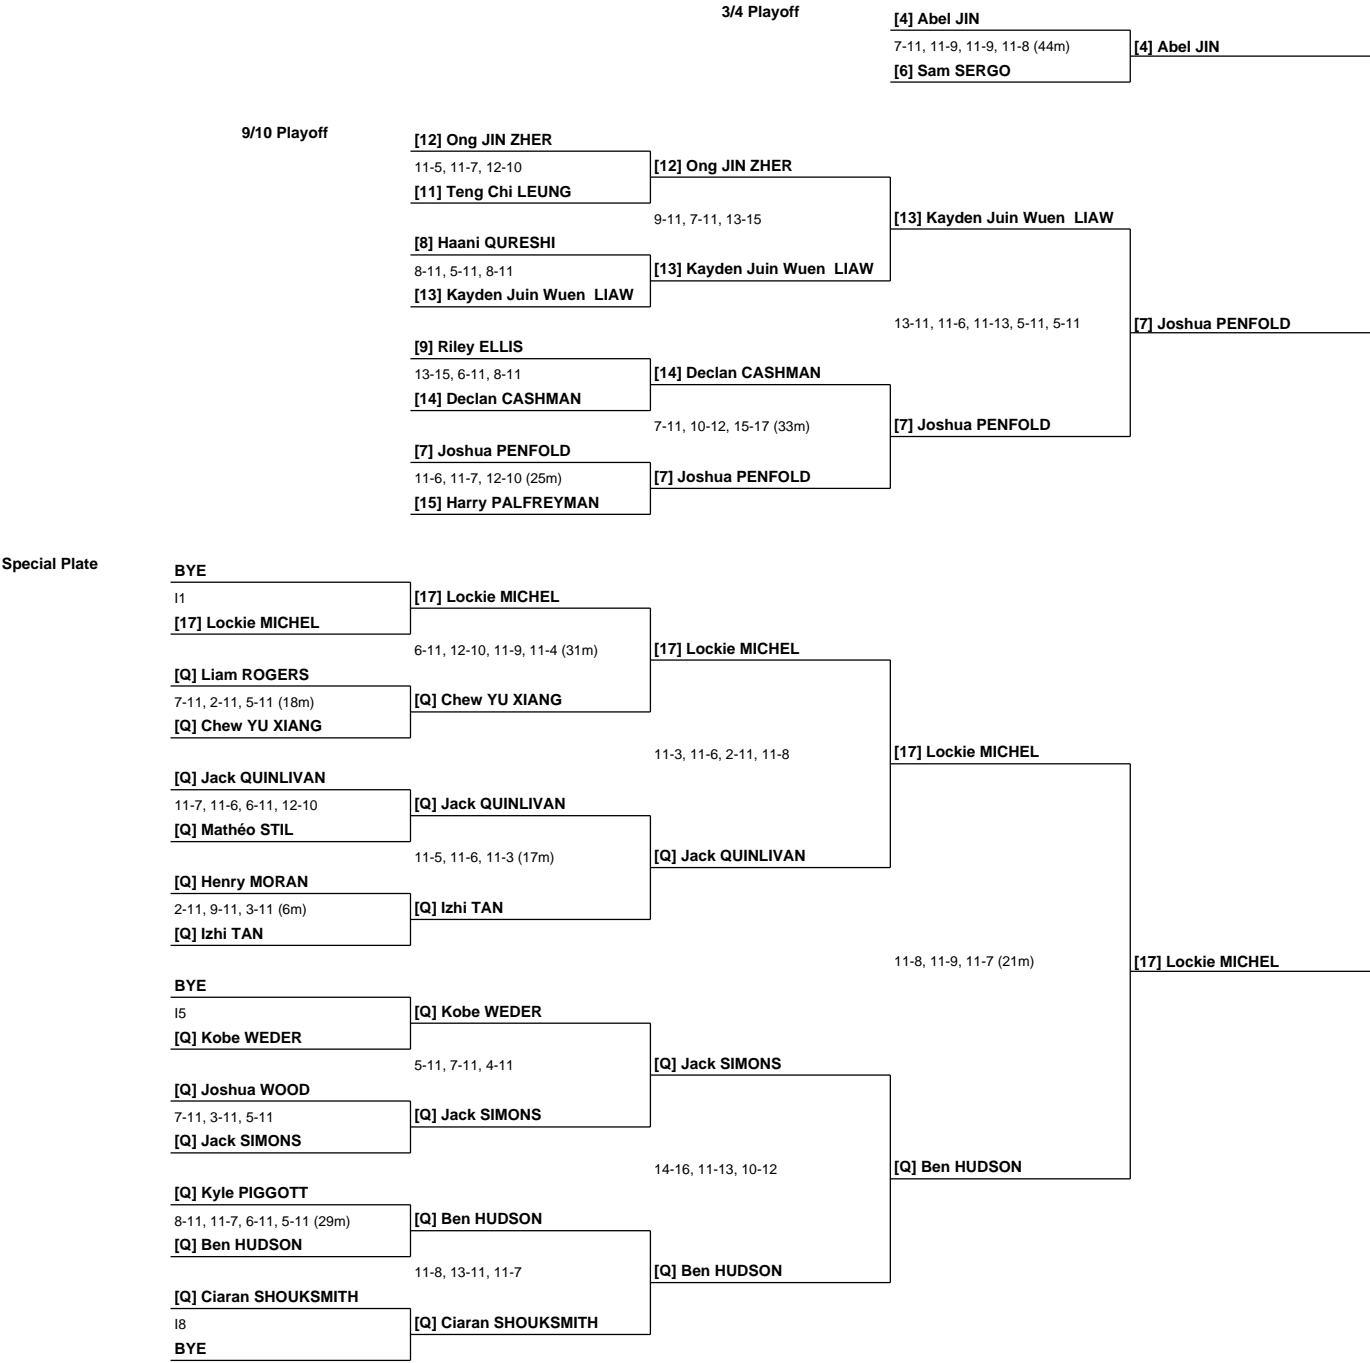 3/4 Playoff
[4] Abel JIN
7-11, 11-9, 11-9, 11-8 (44m)
[4] Abel JIN
[6] Sam SERGO
9/10 Playoff
[12] Ong JIN ZHER
11-5, 11-7, 12-10
[12] Ong JIN ZHER
[11] Teng Chi LEUNG
9-11, 7-11, 13-15
[13] Kayden Juin Wuen  LIAW
[8] Haani QURESHI
8-11, 5-11, 8-11
[13] Kayden Juin Wuen  LIAW
[13] Kayden Juin Wuen  LIAW
13-11, 11-6, 11-13, 5-11, 5-11
[7] Joshua PENFOLD
[9] Riley ELLIS
13-15, 6-11, 8-11
[14] Declan CASHMAN
[14] Declan CASHMAN
7-11, 10-12, 15-17 (33m)
[7] Joshua PENFOLD
[7] Joshua PENFOLD
11-6, 11-7, 12-10 (25m)
[7] Joshua PENFOLD
[15] Harry PALFREYMAN
Special Plate
BYE
I1
[17] Lockie MICHEL
[17] Lockie MICHEL
6-11, 12-10, 11-9, 11-4 (31m)
[17] Lockie MICHEL
[Q] Liam ROGERS
7-11, 2-11, 5-11 (18m)
[Q] Chew YU XIANG
[Q] Chew YU XIANG
11-3, 11-6, 2-11, 11-8
[17] Lockie MICHEL
[Q] Jack QUINLIVAN
11-7, 11-6, 6-11, 12-10
[Q] Jack QUINLIVAN
[Q] Mathéo STIL
11-5, 11-6, 11-3 (17m)
[Q] Jack QUINLIVAN
[Q] Henry MORAN
2-11, 9-11, 3-11 (6m)
[Q] Izhi TAN
[Q] Izhi TAN
11-8, 11-9, 11-7 (21m)
[17] Lockie MICHEL
BYE
I5
[Q] Kobe WEDER
[Q] Kobe WEDER
5-11, 7-11, 4-11
[Q] Jack SIMONS
[Q] Joshua WOOD
7-11, 3-11, 5-11
[Q] Jack SIMONS
[Q] Jack SIMONS
14-16, 11-13, 10-12
[Q] Ben HUDSON
[Q] Kyle PIGGOTT
8-11, 11-7, 6-11, 5-11 (29m)
[Q] Ben HUDSON
[Q] Ben HUDSON
11-8, 13-11, 11-7
[Q] Ben HUDSON
[Q] Ciaran SHOUKSMITH
I8
[Q] Ciaran SHOUKSMITH
BYE